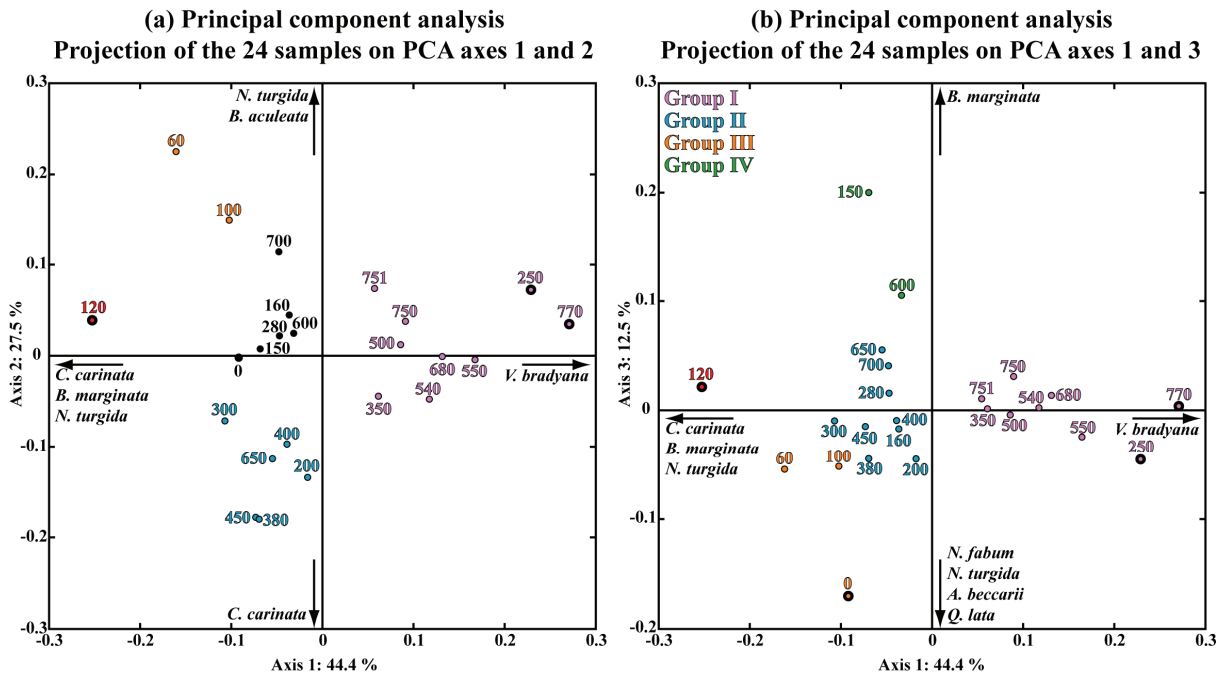 (a) Principal component analysis
Projection of the 24 samples on PCA axes 1 and 2
0.3
0.2
0.1
0
-0.1
-0.2
-0.3
Axis 2: 27.5 %
N. turgida
B. aculeata
60
100
700
120
160
280
600
150
0
751
750
500
250
770
680
550
350
540
C. carinata
B. marginata
N. turgida
V. bradyana
300
400
650
200
450
380
C. carinata
-0.3
-0.2
-0.1
0
0.1
0.2
0.3
Axis 1: 44.4 %
(b) Principal component analysis
Projection of the 24 samples on PCA axes 1 and 3
0.3
0.2
0.1
0
-0.1
-0.2
Axis 3: 12.5 %
Group I
Group II
Group III
Group IV
B. marginata
150
600
650
700
280
120
750
751
540
680
770
350
500
550
250
C. carinata
B. marginata
N. turgida
V. bradyana
300
400
450
160
380
200
60
100
0
N. fabum
N. turgida
A. beccarii
Q. lata
-0.3
-0.2
-0.1
0
0.1
0.2
0.3
Axis 1: 44.4 %